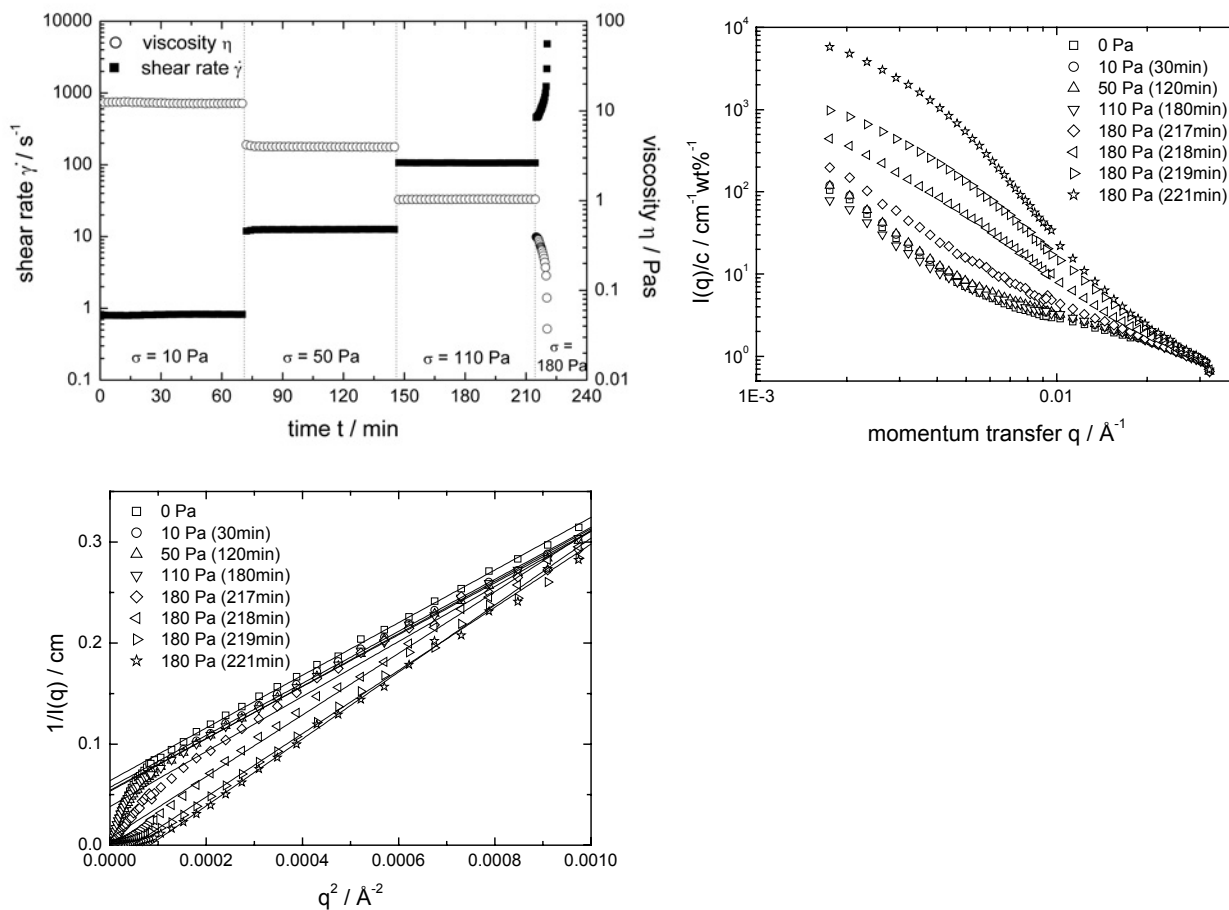 viscosity η
shear rate γ̇
σ = 10 Pa
σ = 50 Pa
σ = 110 Pa
σ =
180 Pa
10000
1000
100
10
1
0.1
100
10
1
0.1
0.01
0 30 60 90 120 150 180 210 240
shear rate γ̇ / s⁻¹
viscosity η / Pas
time t / min
0 Pa
10 Pa (30min)
50 Pa (120min)
110 Pa (180min)
180 Pa (217min)
180 Pa (218min)
180 Pa (219min)
180 Pa (221min)
10⁴
10³
10²
10¹
10⁰
1E-3 0.01
I(q)/c / cm⁻¹wt%⁻¹
momentum transfer q / Å⁻¹
0 Pa
10 Pa (30min)
50 Pa (120min)
110 Pa (180min)
180 Pa (217min)
180 Pa (218min)
180 Pa (219min)
180 Pa (221min)
0.3
0.2
0.1
0.0
0.0000 0.0002 0.0004 0.0006 0.0008 0.0010
1/I(q) / cm
q² / Å⁻²